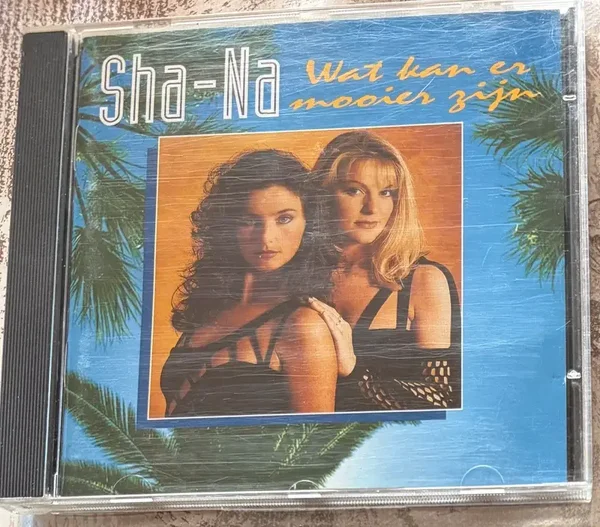 Sha-Na
Wat kan er
mooier zijn